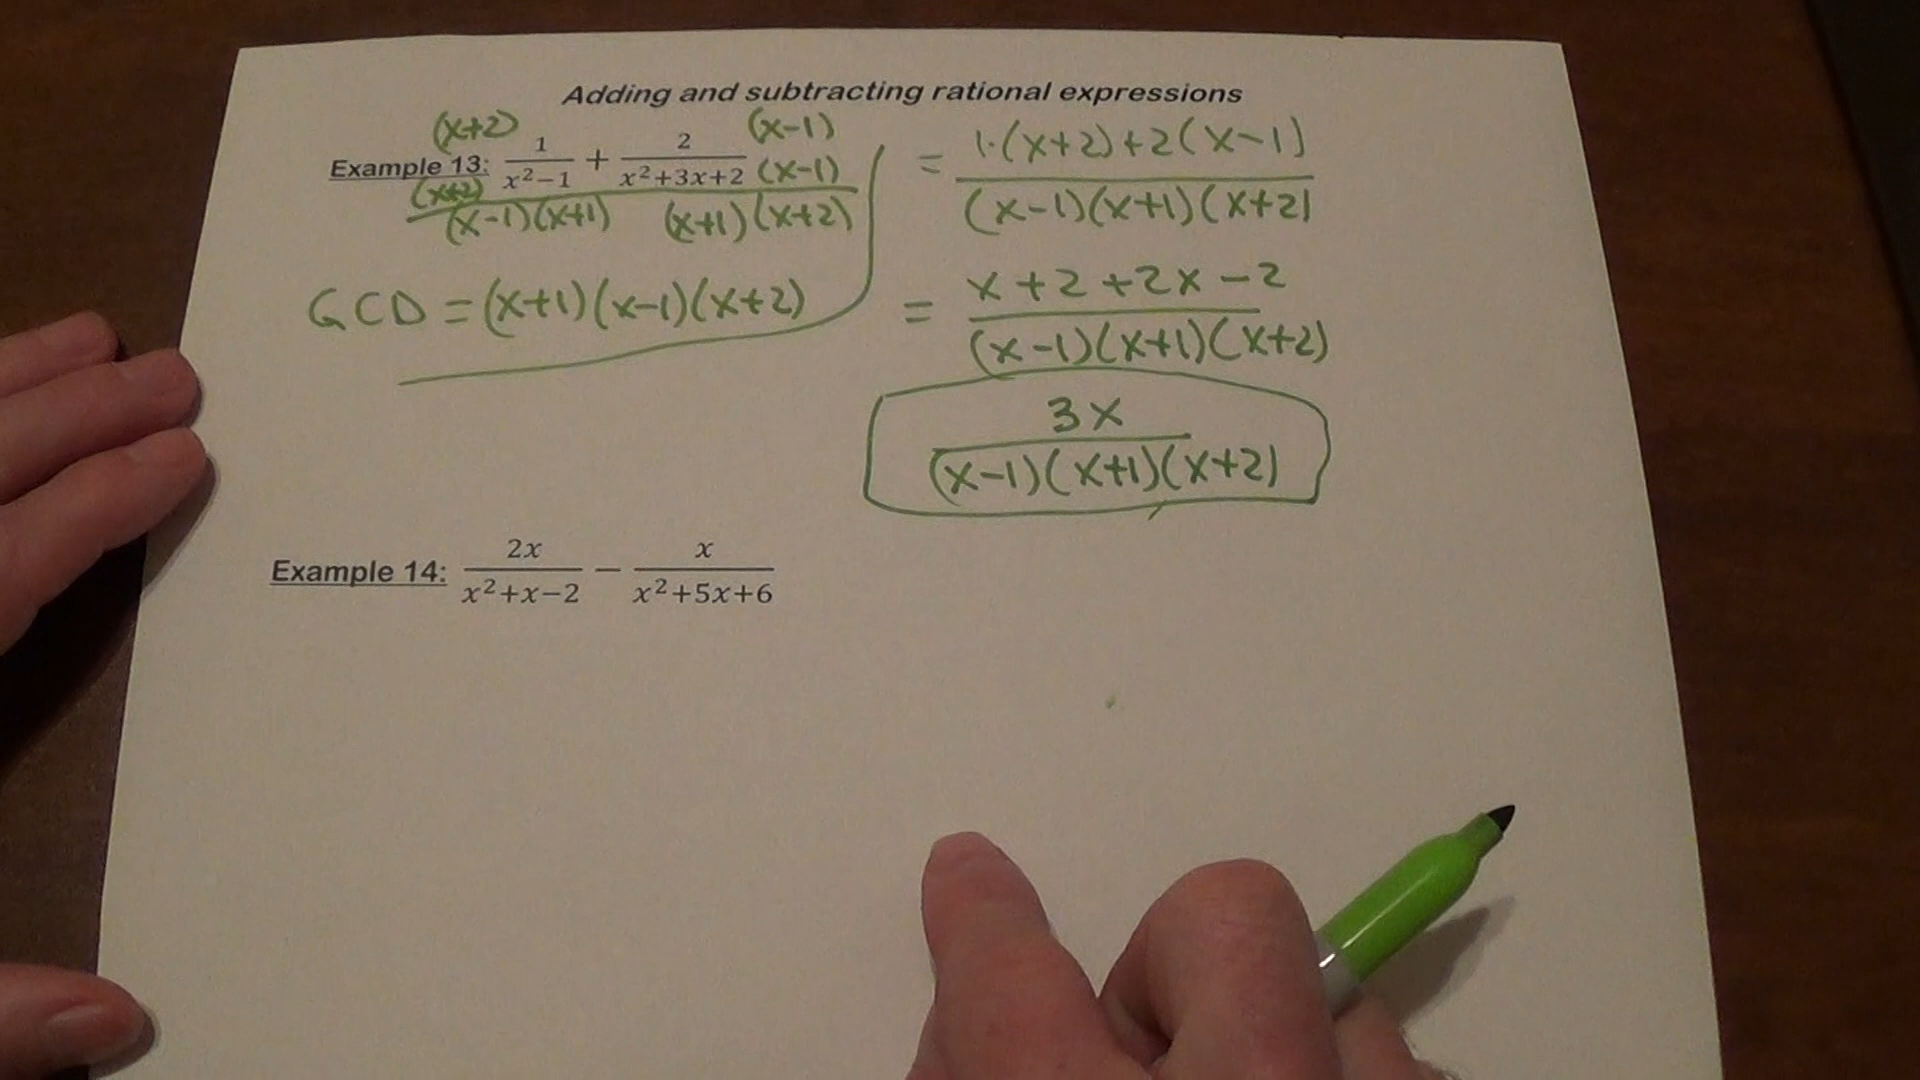 Adding and subtracting rational expressions
(x+2) (x-1)
Example 13: 1/(x²−1) + 2/(x²+3x+2) (x-1)
(x+2)
(x-1)(x+1) (x+1)(x+2)
GCD = (x+1)(x-1)(x+2)
= 1·(x+2)+2(x-1)
(x-1)(x+1)(x+2)
= x+2+2x-2
(x-1)(x+1)(x+2)
3x
(x-1)(x+1)(x+2)
Example 14: 2x/(x²+x−2) − x/(x²+5x+6)